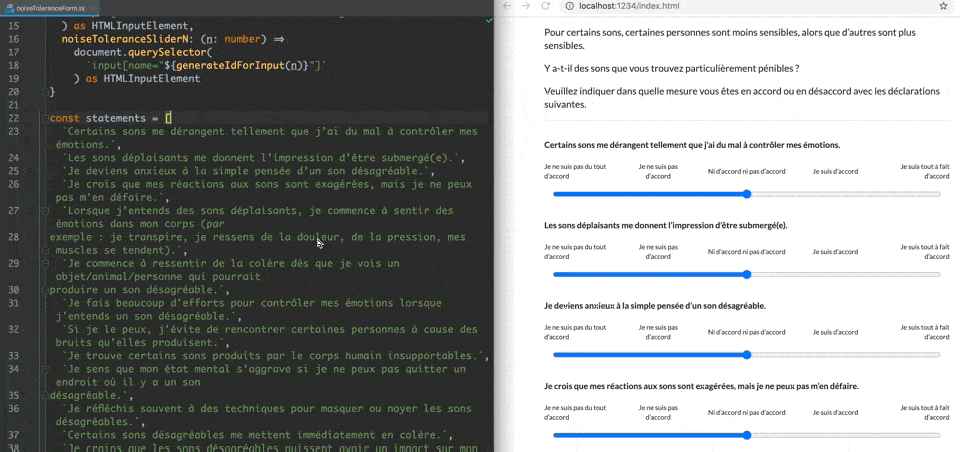 noiseToleranceForm.ts
15 ) as HTMLInputElement,
16 noiseToleranceSliderN: (n: number) ⇒
17 document.querySelector(
18 `input[name="${generateIdForInput(n)}"]`
19 ) as HTMLInputElement
20 }
21
22 const statements = [
23 `Certains sons me dérangent tellement que j'ai du mal à contrôler mes
émotions.`,
24 `Les sons déplaisants me donnent l'impression d'être submergé(e).`,
25 `Je deviens anxieux à la simple pensée d'un son désagréable.`,
26 `Je crois que mes réactions aux sons sont exagérées, mais je ne peux
pas m'en défaire.`,
27 `Lorsque j'entends des sons déplaisants, je commence à sentir des
émotions dans mon corps (par
28 exemple : je transpire, je ressens de la douleur, de la pression, mes
muscles se tendent).`,
29 `Je commence à ressentir de la colère dès que je vois un
objet/animal/personne qui pourrait
30 produire un son désagréable.`,
31 `Je fais beaucoup d'efforts pour contrôler mes émotions lorsque
j'entends un son désagréable.`,
32 `Si je le peux, j'évite de rencontrer certaines personnes à cause des
bruits qu'elles produisent.`,
33 `Je trouve certains sons produits par le corps humain insupportables.`,
34 `Je sens que mon état mental s'aggrave si je ne peux pas quitter un
endroit où il y a un son
35 désagréable.`,
36 `Je réfléchis souvent à des techniques pour masquer ou noyer les sons
désagréables.`,
37 `Certains sons désagréables me mettent immédiatement en colère.`,
38 `Je crains que les sons désagréables puissent avoir un impact sur mon
localhost:1234/index.html
Pour certains sons, certaines personnes sont moins sensibles, alors que d'autres sont plus
sensibles.
Y a-t-il des sons que vous trouvez particulièrement pénibles ?
Veuillez indiquer dans quelle mesure vous êtes en accord ou en désaccord avec les déclarations
suivantes.
Certains sons me dérangent tellement que j'ai du mal à contrôler mes émotions.
Je ne suis pas du tout Je ne suis pas Ni d'accord ni pas d'accord Je suis d'accord Je suis tout à fait
d'accord d'accord accord
Les sons déplaisants me donnent l'impression d'être submergé(e).
Je ne suis pas du tout Je ne suis pas Ni d'accord ni pas d'accord Je suis d'accord Je suis tout à fait
d'accord d'accord accord
Je deviens anxieux à la simple pensée d'un son désagréable.
Je ne suis pas du tout Je ne suis pas Ni d'accord ni pas d'accord Je suis d'accord Je suis tout à fait
d'accord d'accord accord
Je crois que mes réactions aux sons sont exagérées, mais je ne peux pas m'en défaire.
Je ne suis pas du tout Je ne suis pas Ni d'accord ni pas d'accord Je suis d'accord Je suis tout à fait
d'accord d'accord accord